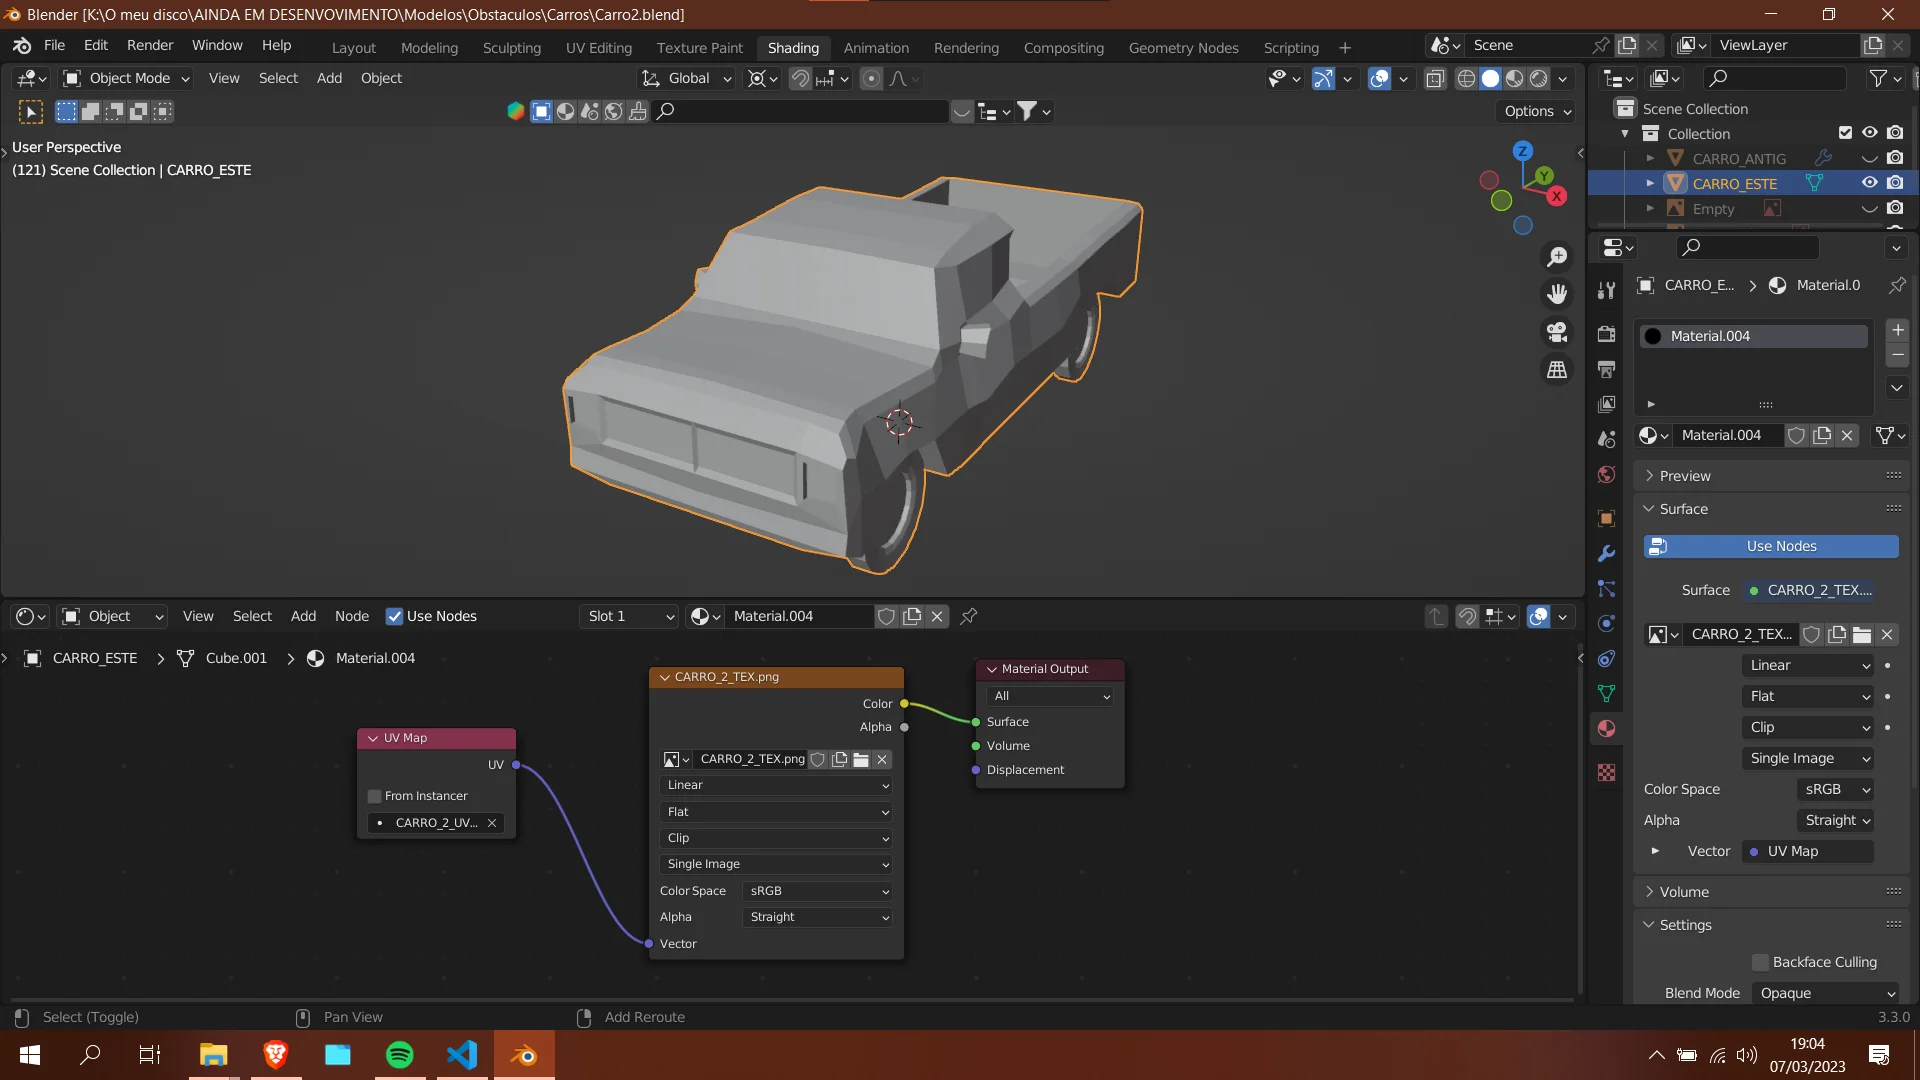 Blender [K:\O meu disco\AINDA EM DESENVOVIMENTO\Modelos\Obstaculos\Carros\Carro2.blend]
File Edit Render Window Help Layout Modeling Sculpting UV Editing Texture Paint Shading Animation Rendering Compositing Geometry Nodes Scripting + Scene ViewLayer
Object Mode View Select Add Object Global
Options
User Perspective
(121) Scene Collection | CARRO_ESTE
Z
Y
X
Scene Collection
Collection
CARRO_ANTIG
CARRO_ESTE
Empty
CARRO_E... > Material.0
Material.004
Material.004
Preview
Surface
Use Nodes
Surface CARRO_2_TEX....
CARRO_2_TEX...
Linear
Flat
Clip
Single Image
Color Space sRGB
Alpha Straight
Vector UV Map
Volume
Settings
Backface Culling
Blend Mode Opaque
Object View Select Add Node Use Nodes Slot 1 Material.004
CARRO_ESTE > Cube.001 > Material.004
UV Map
UV
From Instancer
CARRO_2_UV...
CARRO_2_TEX.png
Color
Alpha
CARRO_2_TEX.png
Linear
Flat
Clip
Single Image
Color Space sRGB
Alpha Straight
Vector
Material Output
All
Surface
Volume
Displacement
Select (Toggle) Pan View Add Reroute 3.3.0
19:04
07/03/2023